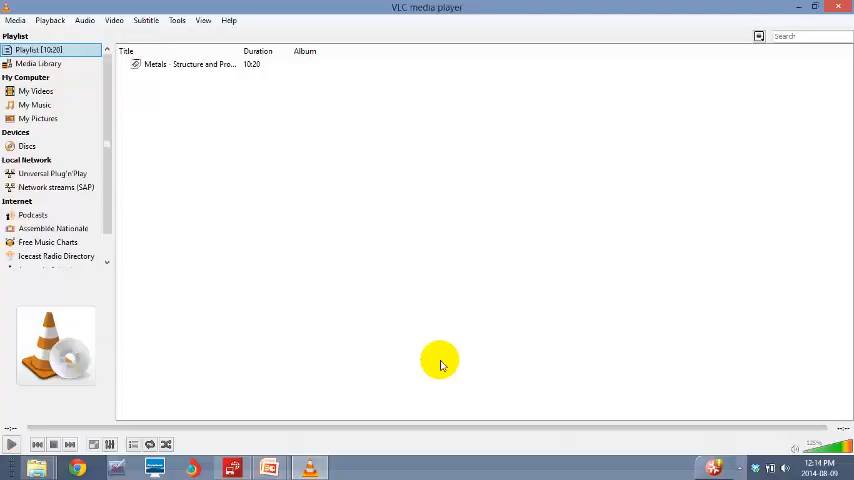 VLC media player
Media Playback Audio Video Subtitle Tools View Help
Playlist
Search
Playlist [10:20]
Title Duration Album
Media Library
Metals - Structure and Pro... 10:20
My Computer
My Videos
My Music
My Pictures
Devices
Discs
Local Network
Universal Plug'n'Play
Network streams (SAP)
Internet
Podcasts
Assemblée Nationale
Free Music Charts
Icecast Radio Directory
--:-- --:--
125%
12:14 PM
2014-08-09